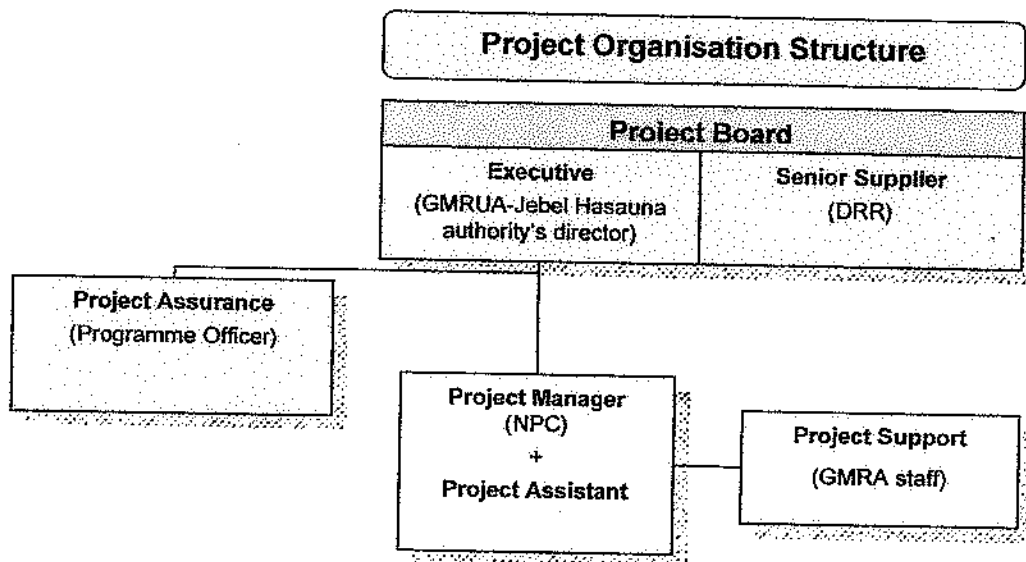 Project Organisation Structure
Project Board
Executive
(GMRUA-Jebel Hasauna
authority's director)
Senior Supplier
(DRR)
Project Assurance
(Programme Officer)
Project Manager
(NPC)
+
Project Assistant
Project Support
(GMRA staff)